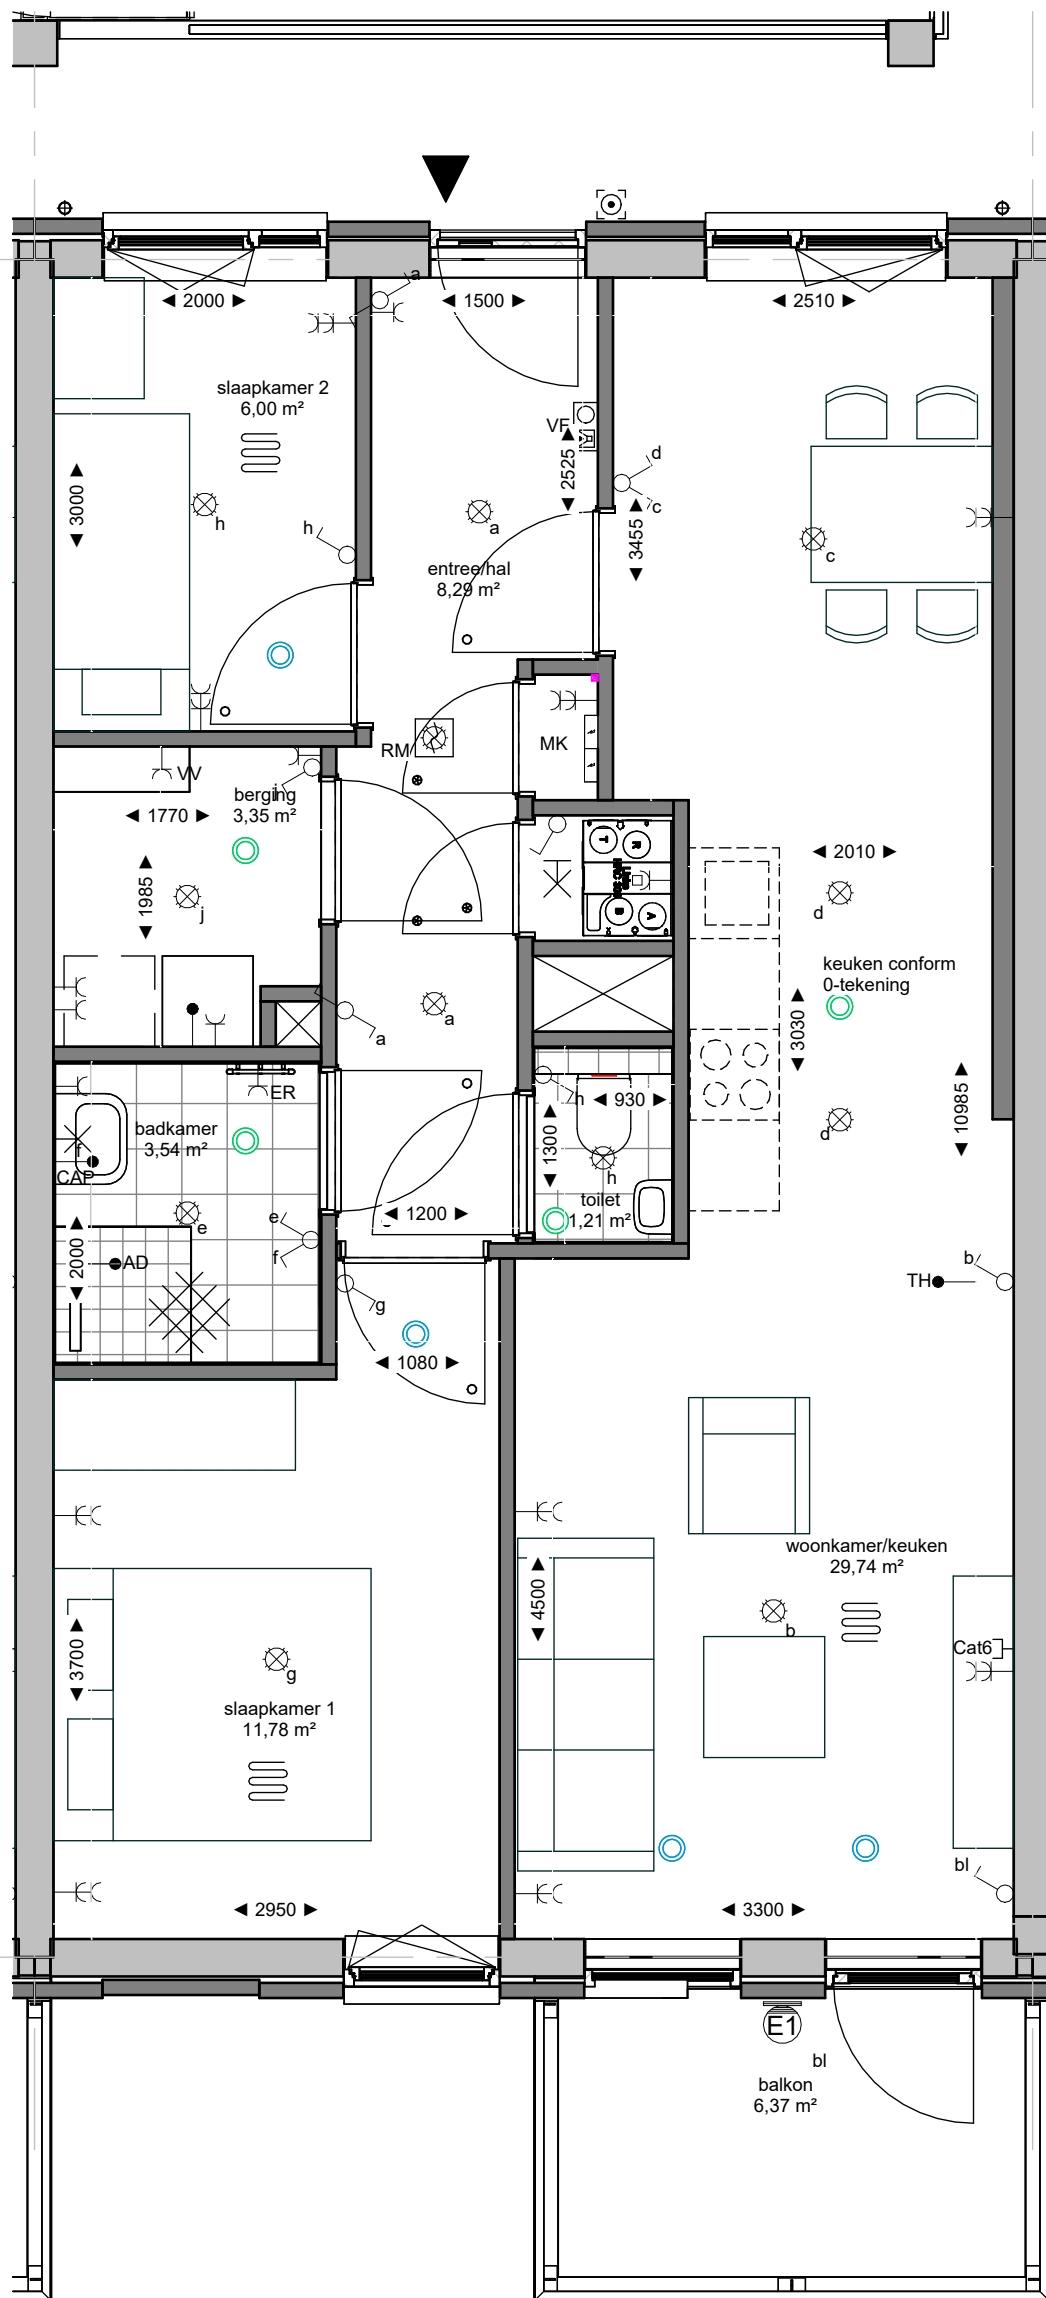 a
2000
1500
2510
slaapkamer 2
6,00 m²
VF
2525
d
c
3000
h
h
a
3455
c
entree/hal
8,29 m²
RM
MK
VV
j
berging
3,35 m²
1770
1985
j
T
R
B
A
2010
d
keuken conform
0-tekening
3030
a
a
ER
h
930
badkamer
3,54 m²
f
CAP
1300
h
10985
d
toilet
1,21 m²
e
e
f
1200
2000
AD
b
TH
g
1080
woonkamer/keuken
29,74 m²
4500
b
Cat6
3700
g
slaapkamer 1
11,78 m²
bl
2950
3300
E1
bl
balkon
6,37 m²